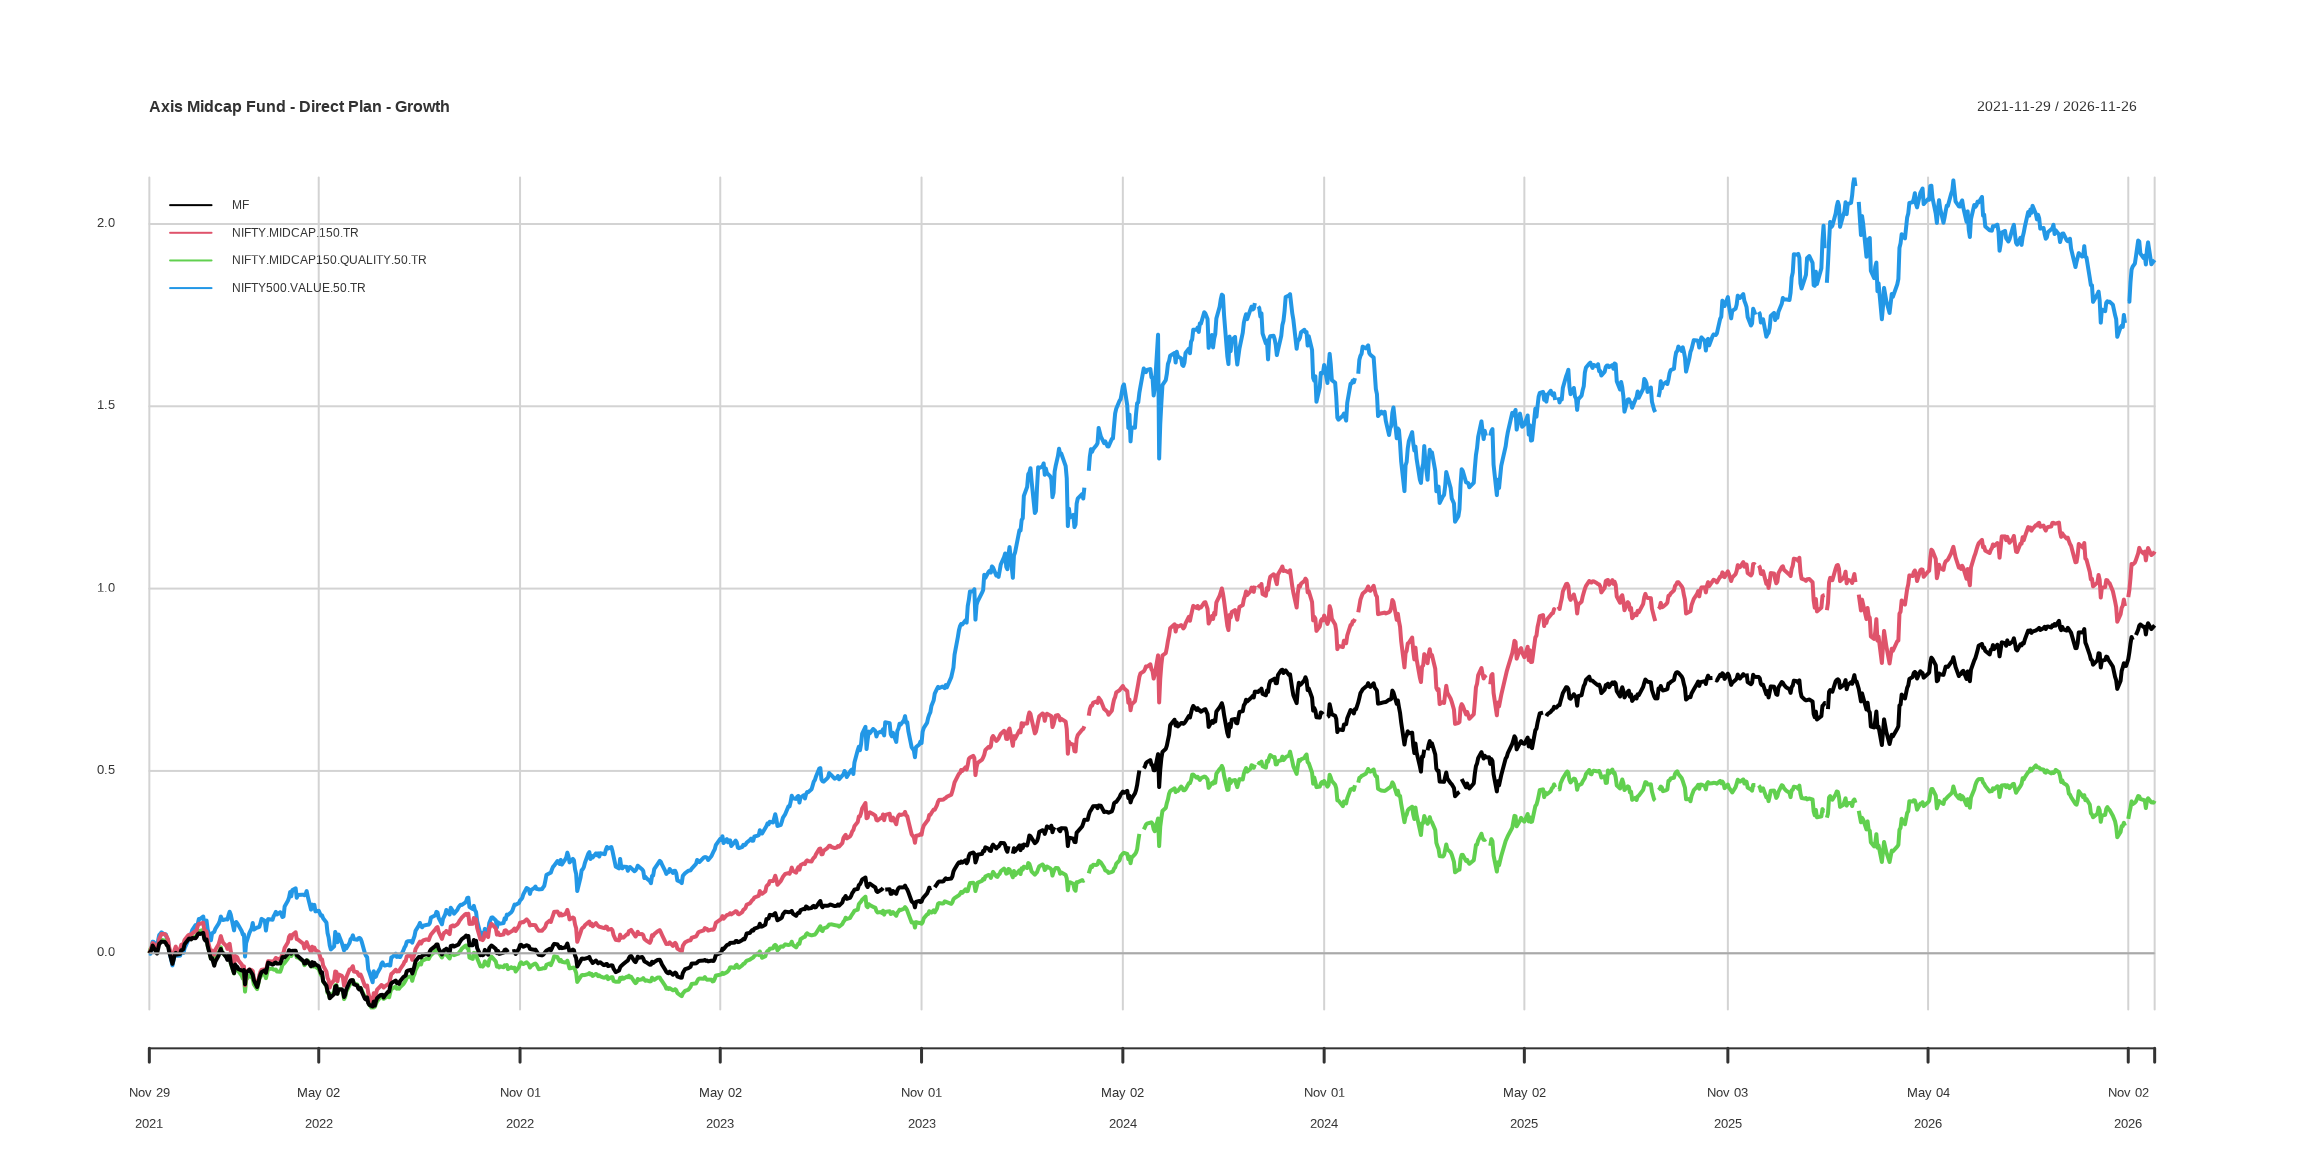 Axis Midcap Fund - Direct Plan - Growth
2021-11-29 / 2026-11-26
MF
NIFTY.MIDCAP.150.TR
NIFTY.MIDCAP150.QUALITY.50.TR
NIFTY500.VALUE.50.TR
2.0
1.5
1.0
0.5
0.0
Nov 29 May 02 Nov 01 May 02 Nov 01 May 02 Nov 01 May 02 Nov 03 May 04 Nov 02
2021 2022 2022 2023 2023 2024 2024 2025 2025 2026 2026